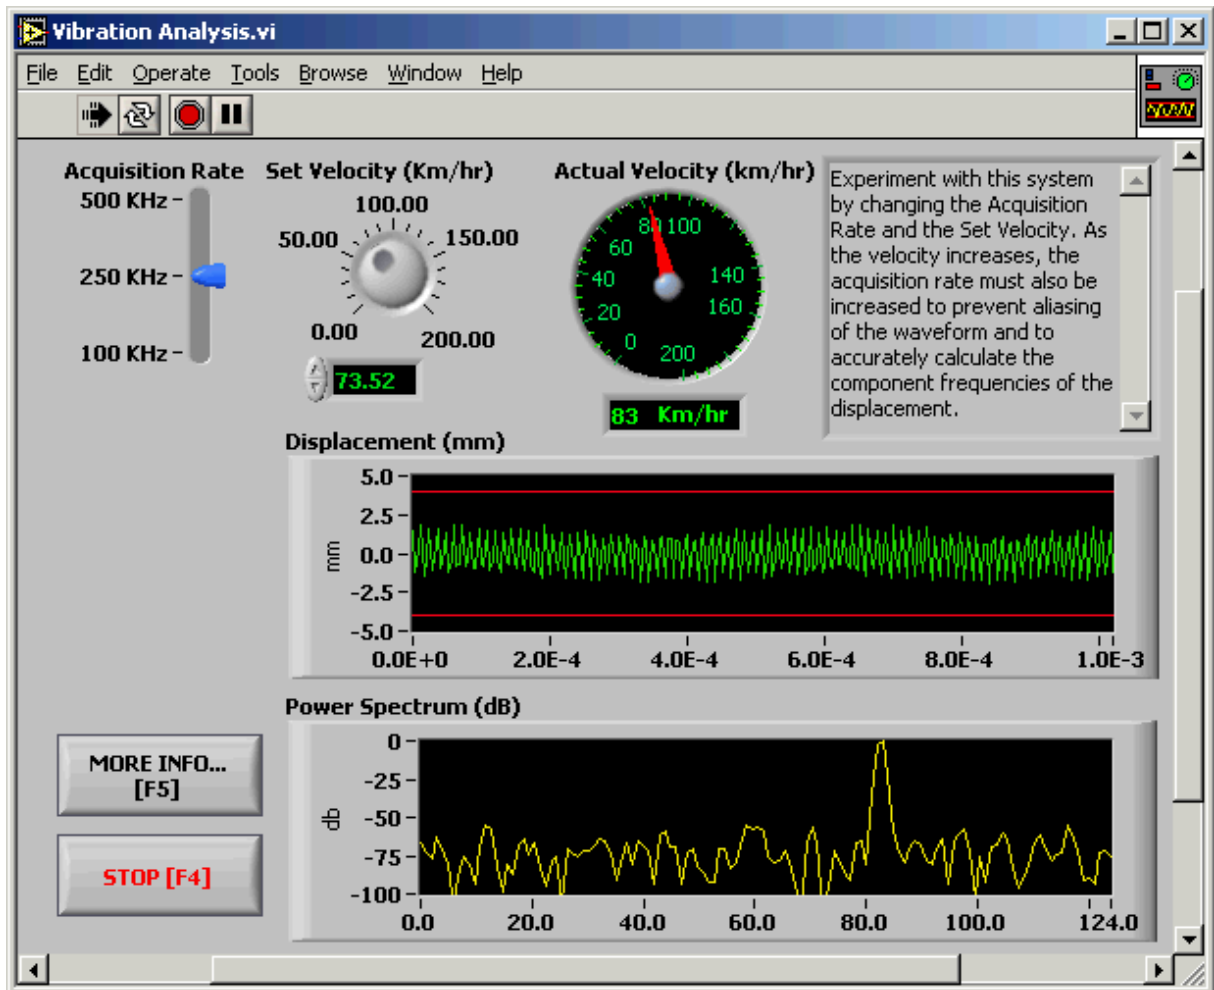 Vibration Analysis.vi
File Edit Operate Tools Browse Window Help
Acquisition Rate
500 KHz
250 KHz
100 KHz
Set Velocity (Km/hr)
100.00
50.00
150.00
0.00
200.00
73.52
Actual Velocity (km/hr)
80
100
60
40
140
20
160
0
200
83 Km/hr
Experiment with this system
by changing the Acquisition
Rate and the Set Velocity. As
the velocity increases, the
acquisition rate must also be
increased to prevent aliasing
of the waveform and to
accurately calculate the
component frequencies of the
displacement.
Displacement (mm)
5.0
2.5
0.0
-2.5
-5.0
mm
0.0E+0 2.0E-4 4.0E-4 6.0E-4 8.0E-4 1.0E-3
Power Spectrum (dB)
0
-25
-50
-75
-100
db
0.0 20.0 40.0 60.0 80.0 100.0 124.0
MORE INFO...
[F5]
STOP [F4]